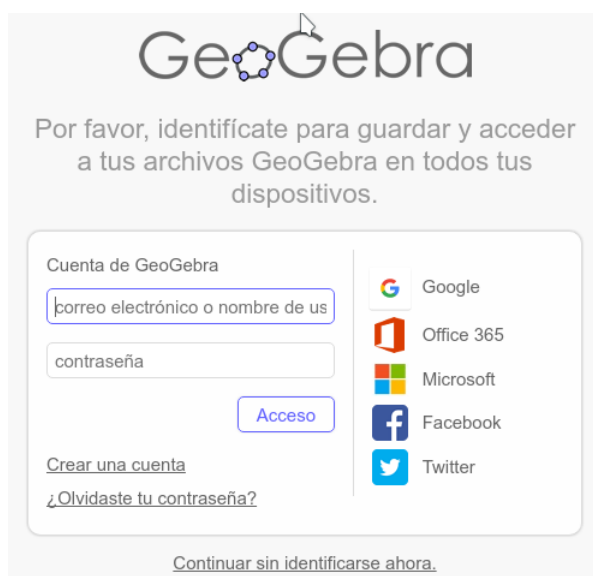 GeoGebra
Por favor, identifícate para guardar y acceder
a tus archivos GeoGebra en todos tus
dispositivos.
Cuenta de GeoGebra
correo electrónico o nombre de us
contraseña
Acceso
Crear una cuenta
¿Olvidaste tu contraseña?
Google
Office 365
Microsoft
Facebook
Twitter
Continuar sin identificarse ahora.